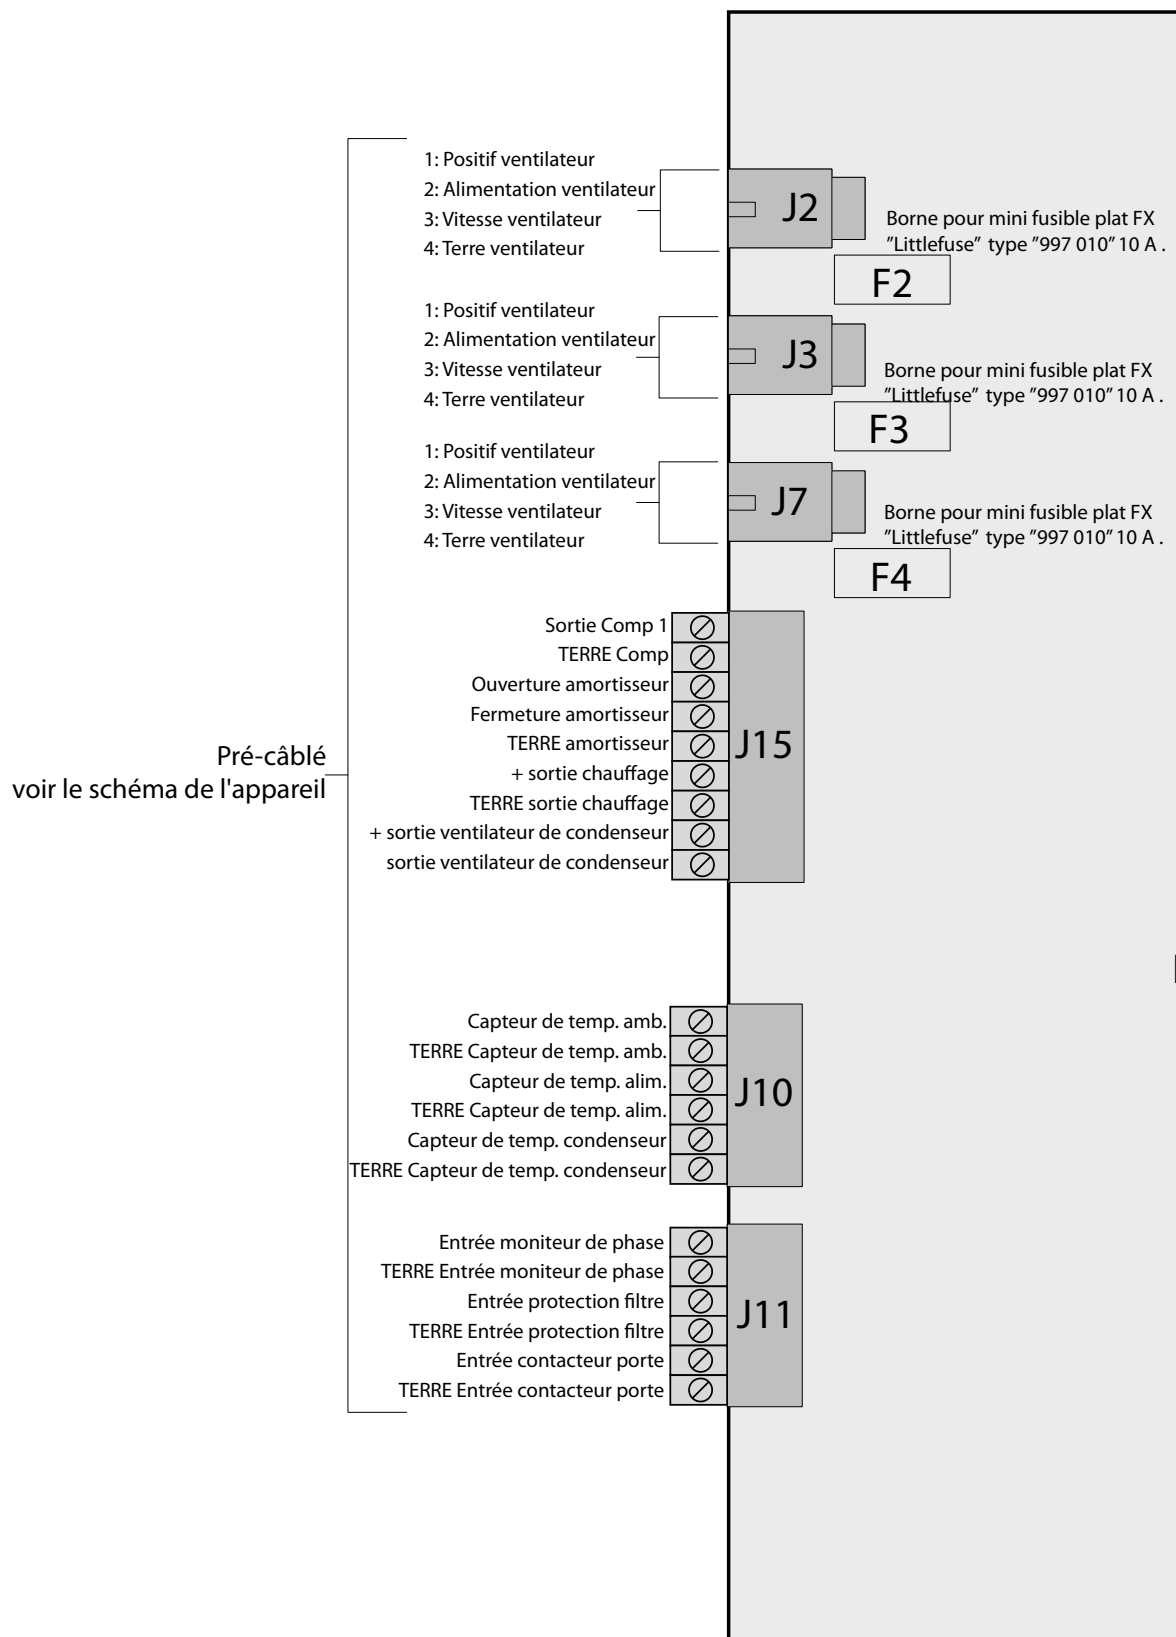 1: Positif ventilateur
2: Alimentation ventilateur
3: Vitesse ventilateur
4: Terre ventilateur
J2
Borne pour mini fusible plat FX
"Littlefuse" type "997 010" 10 A .
F2
1: Positif ventilateur
2: Alimentation ventilateur
3: Vitesse ventilateur
4: Terre ventilateur
J3
Borne pour mini fusible plat FX
"Littlefuse" type "997 010" 10 A .
F3
1: Positif ventilateur
2: Alimentation ventilateur
3: Vitesse ventilateur
4: Terre ventilateur
J7
Borne pour mini fusible plat FX
"Littlefuse" type "997 010" 10 A .
F4
Pré-câblé
voir le schéma de l'appareil
Sortie Comp 1
TERRE Comp
Ouverture amortisseur
Fermeture amortisseur
TERRE amortisseur
+ sortie chauffage
TERRE sortie chauffage
+ sortie ventilateur de condenseur
sortie ventilateur de condenseur
J15
Capteur de temp. amb.
TERRE Capteur de temp. amb.
Capteur de temp. alim.
TERRE Capteur de temp. alim.
Capteur de temp. condenseur
TERRE Capteur de temp. condenseur
J10
Entrée moniteur de phase
TERRE Entrée moniteur de phase
Entrée protection filtre
TERRE Entrée protection filtre
Entrée contacteur porte
TERRE Entrée contacteur porte
J11